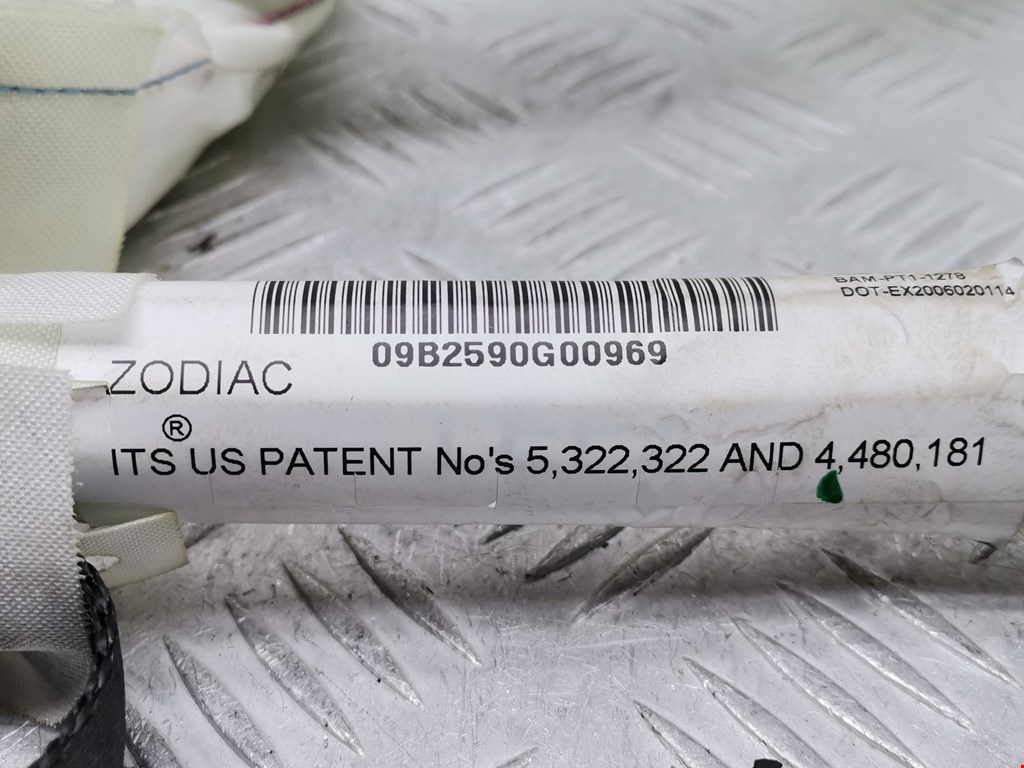 BAM-PT1-1278
DOT-EX2006020114
09B2590G00969
ZODIAC
®
ITS US PATENT No's 5,322,322 AND 4,480,181